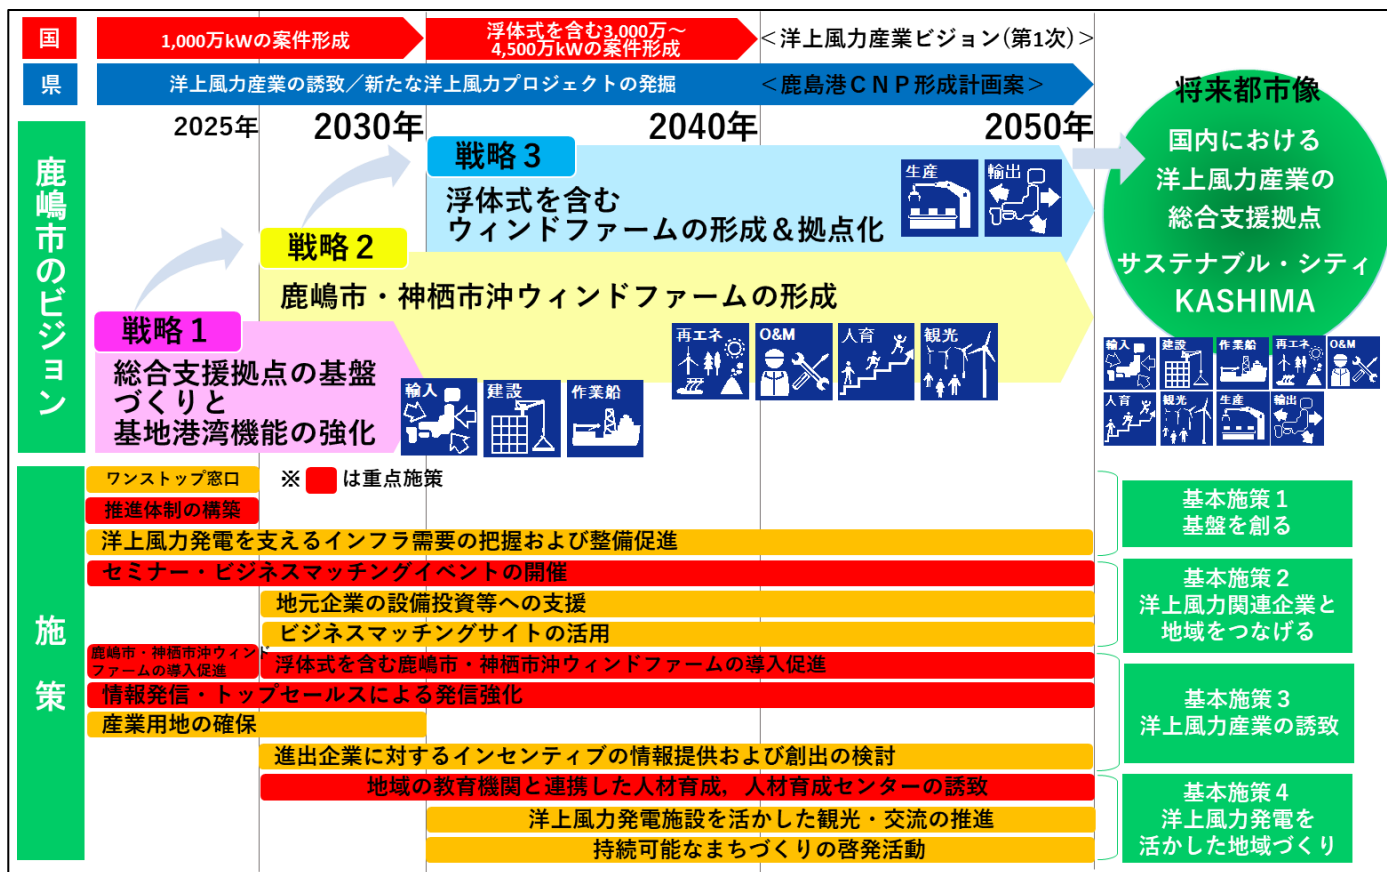 国
1,000万kWの案件形成
浮体式を含む3,000万～
4,500万kWの案件形成
＜洋上風力産業ビジョン(第1次)＞
県
洋上風力産業の誘致／新たな洋上風力プロジェクトの発掘
＜鹿島港ＣＮＰ形成計画案＞
2025年
2030年
2040年
2050年
鹿嶋市のビジョン
戦略３
浮体式を含む
ウィンドファームの形成＆拠点化
生産
輸出
戦略２
鹿嶋市・神栖市沖ウィンドファームの形成
再エネ
O&M
人育
観光
戦略１
総合支援拠点の基盤
づくりと
基地港湾機能の強化
輸入
建設
作業船
将来都市像
国内における
洋上風力産業の
総合支援拠点
サステナブル・シティ
KASHIMA
輸入
建設
作業船
再エネ
O&M
人育
観光
生産
輸出
施策
ワンストップ窓口
※
は重点施策
推進体制の構築
洋上風力発電を支えるインフラ需要の把握および整備促進
基本施策１
基盤を創る
セミナー・ビジネスマッチングイベントの開催
地元企業の設備投資等への支援
ビジネスマッチングサイトの活用
基本施策２
洋上風力関連企業と
地域をつなげる
鹿嶋市・神栖市沖ウィンド
ファームの導入促進
浮体式を含む鹿嶋市・神栖市沖ウィンドファームの導入促進
情報発信・トップセールスによる発信強化
産業用地の確保
進出企業に対するインセンティブの情報提供および創出の検討
基本施策３
洋上風力産業の誘致
地域の教育機関と連携した人材育成，人材育成センターの誘致
洋上風力発電施設を活かした観光・交流の推進
持続可能なまちづくりの啓発活動
基本施策４
洋上風力発電を
活かした地域づくり